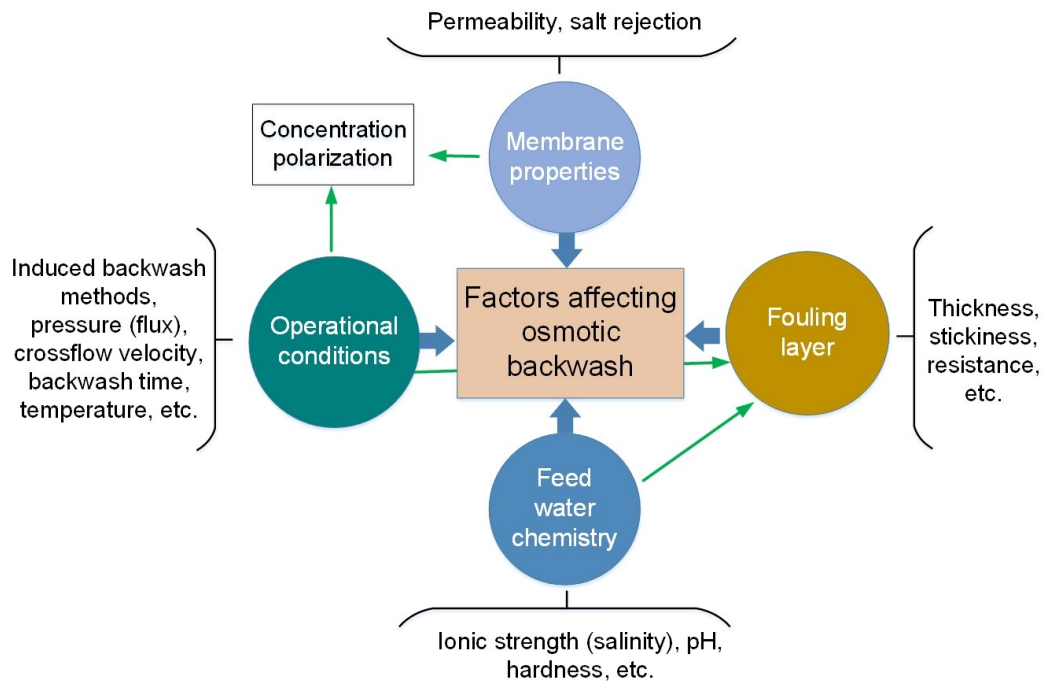 Permeability, salt rejection
Concentration
polarization
Membrane
properties
Induced backwash
methods,
pressure (flux),
crossflow velocity,
backwash time,
temperature, etc.
Operational
conditions
Factors affecting
osmotic
backwash
Fouling
layer
Thickness,
stickiness,
resistance,
etc.
Feed
water
chemistry
Ionic strength (salinity), pH,
hardness, etc.